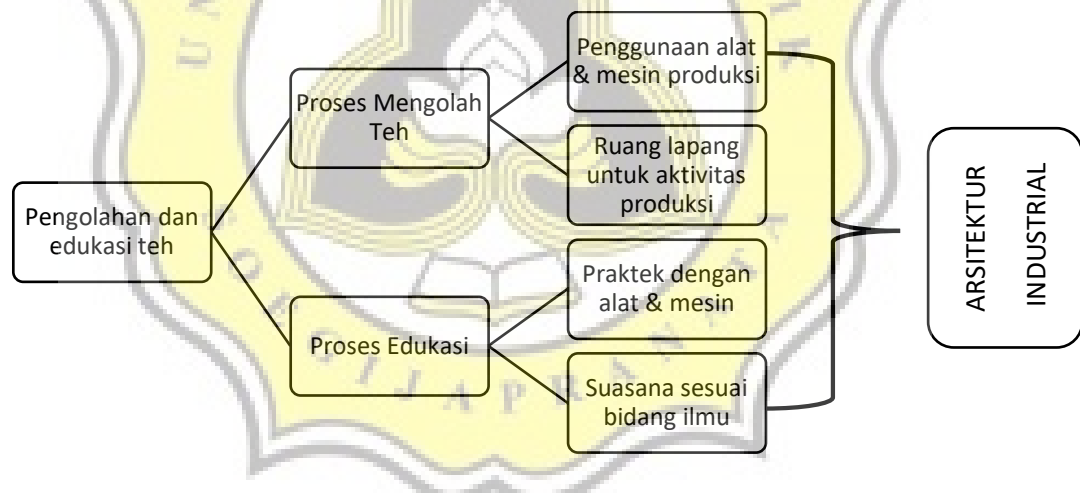 Pengolahan dan
edukasi teh
Proses Mengolah
Teh
Penggunaan alat
& mesin produksi
Ruang lapang
untuk aktivitas
produksi
Proses Edukasi
Praktek dengan
alat & mesin
Suasana sesuai
bidang ilmu
ARSITEKTUR
INDUSTRIAL